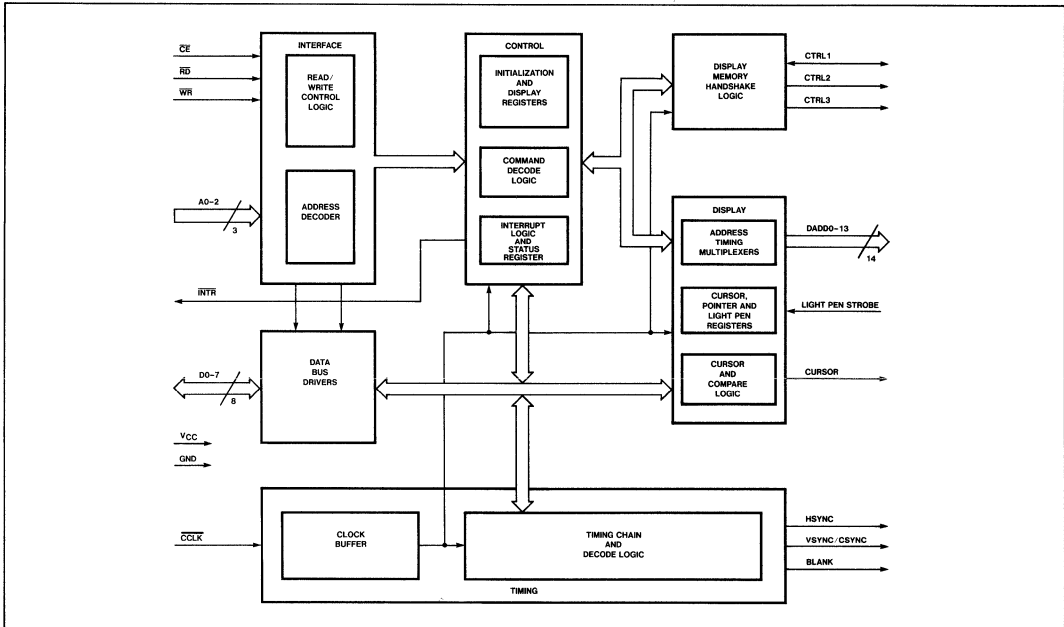 INTERFACE
CE
RD
WR
READ/
WRITE
CONTROL
LOGIC
A0-2
3
ADDRESS
DECODER
INTR
CONTROL
INITIALIZATION
AND
DISPLAY
REGISTERS
COMMAND
DECODE
LOGIC
INTERRUPT
LOGIC
AND
STATUS
REGISTER
DISPLAY
MEMORY
HANDSHAKE
LOGIC
CTRL1
CTRL2
CTRL3
DISPLAY
ADDRESS
TIMING
MULTIPLEXERS
DADD0-13
14
CURSOR,
POINTER AND
LIGHT PEN
REGISTERS
LIGHT PEN STROBE
CURSOR
AND
COMPARE
LOGIC
CURSOR
DATA
BUS
DRIVERS
D0-7
8
VCC
GND
CCLK
CLOCK
BUFFER
TIMING CHAIN
AND
DECODE LOGIC
TIMING
HSYNC
VSYNC/CSYNC
BLANK